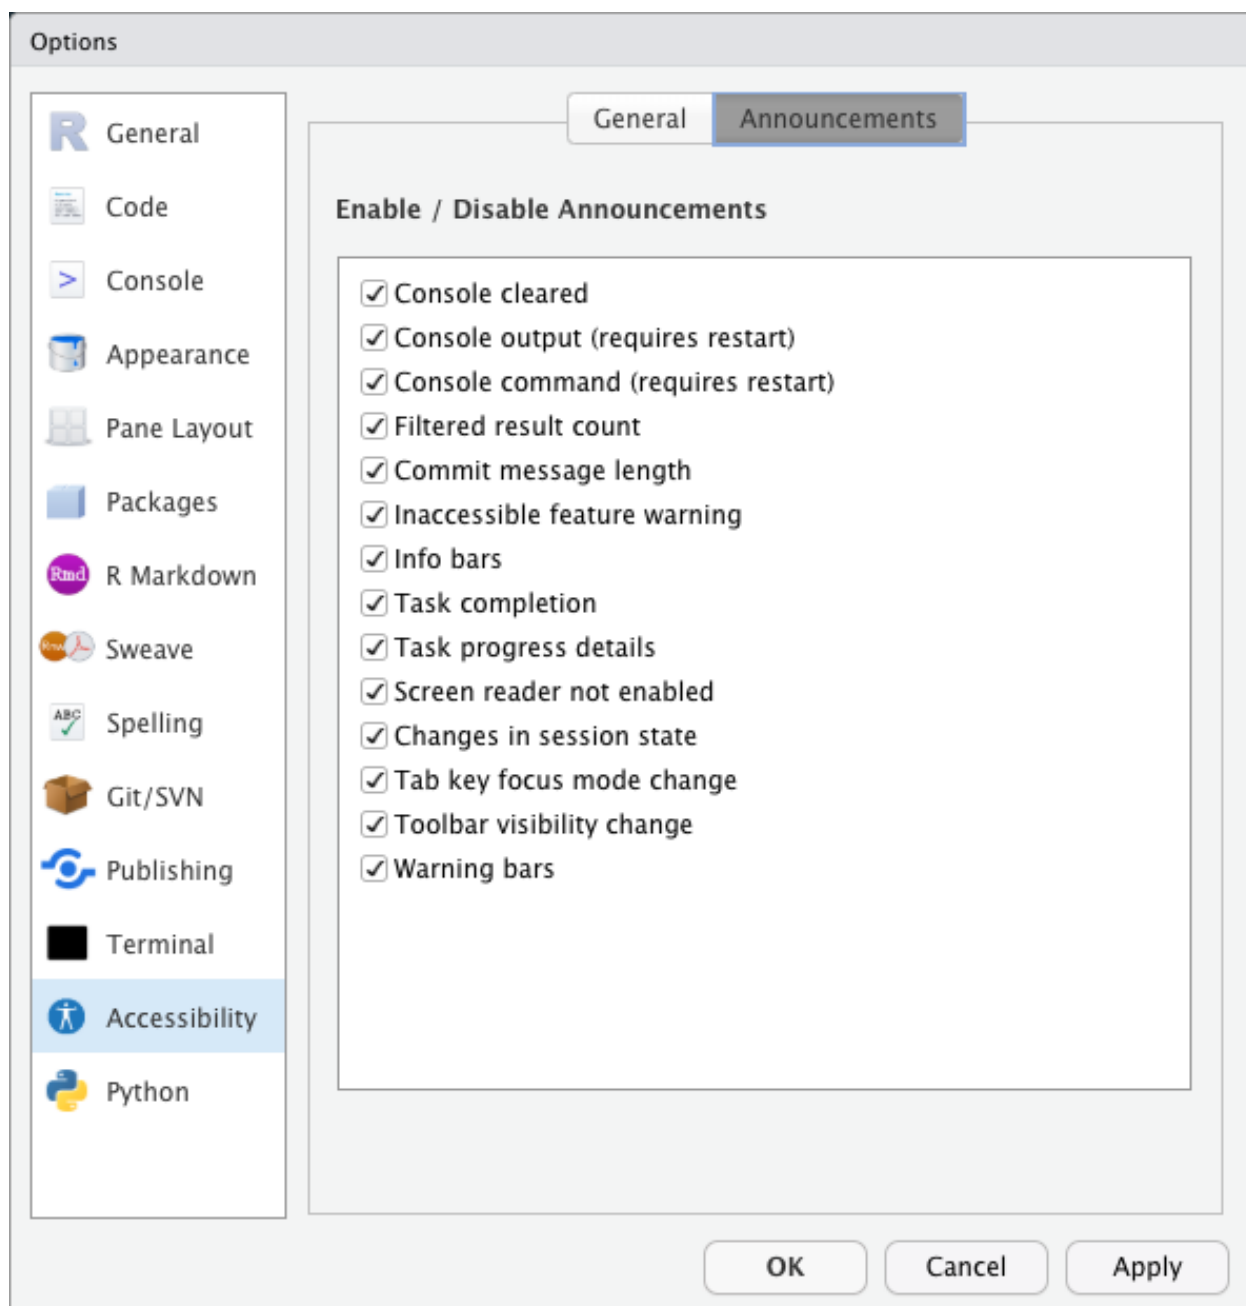 Options
General
Code
Console
Appearance
Pane Layout
Packages
Rmd R Markdown
Rnw Sweave
ABC Spelling
Git/SVN
Publishing
Terminal
Accessibility
Python
General Announcements
Enable / Disable Announcements
Console cleared
Console output (requires restart)
Console command (requires restart)
Filtered result count
Commit message length
Inaccessible feature warning
Info bars
Task completion
Task progress details
Screen reader not enabled
Changes in session state
Tab key focus mode change
Toolbar visibility change
Warning bars
OK Cancel Apply